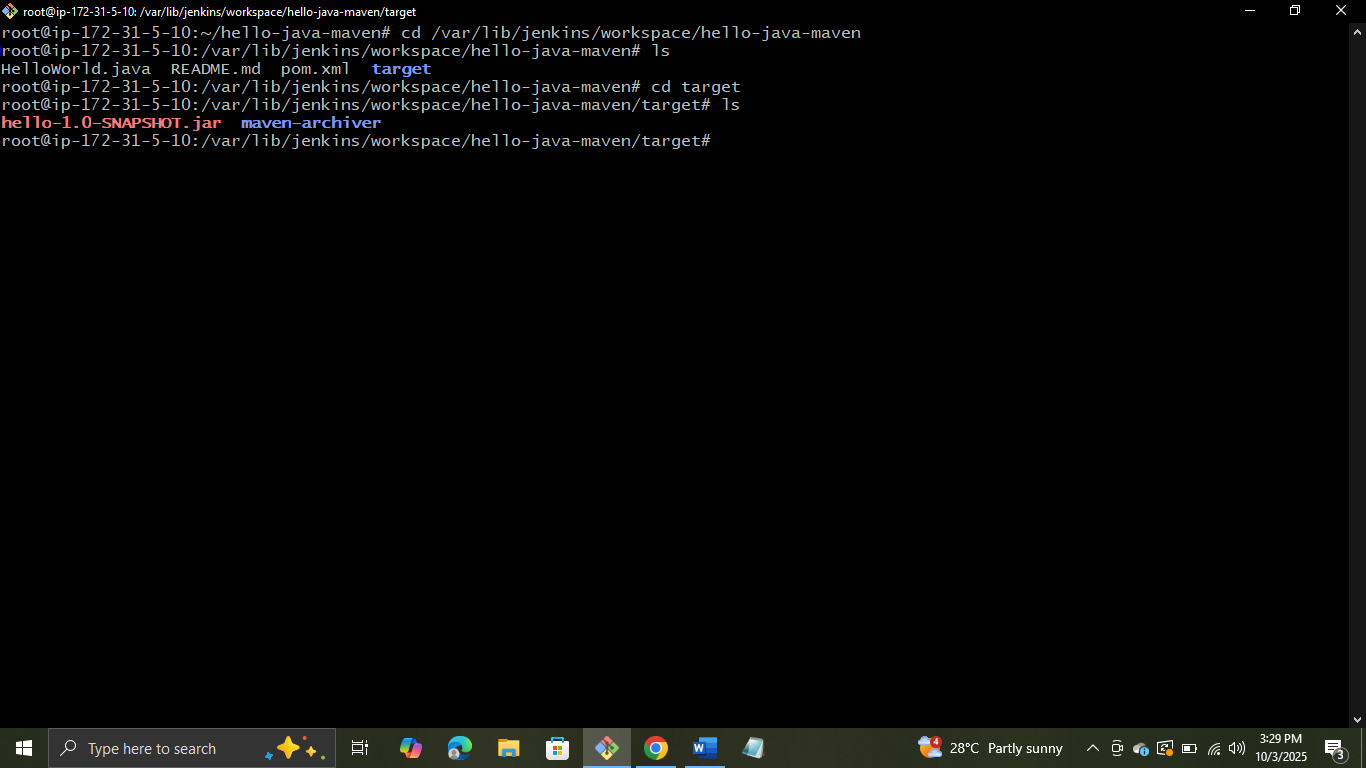 root@ip-172-31-5-10: /var/lib/jenkins/workspace/hello-java-maven/target
root@ip-172-31-5-10:~/hello-java-maven# cd /var/lib/jenkins/workspace/hello-java-maven
root@ip-172-31-5-10:/var/lib/jenkins/workspace/hello-java-maven# ls
HelloWorld.java  README.md  pom.xml  target
root@ip-172-31-5-10:/var/lib/jenkins/workspace/hello-java-maven# cd target
root@ip-172-31-5-10:/var/lib/jenkins/workspace/hello-java-maven/target# ls
hello-1.0-SNAPSHOT.jar  maven-archiver
root@ip-172-31-5-10:/var/lib/jenkins/workspace/hello-java-maven/target#
Type here to search
4
28°C Partly sunny
3:29 PM
10/3/2025
3